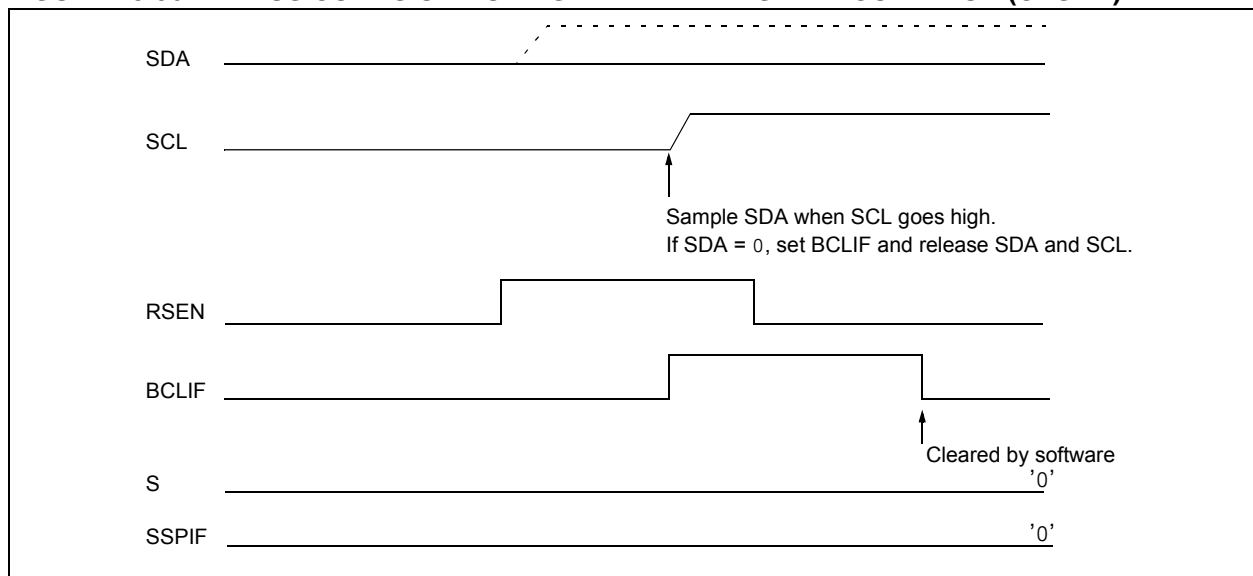 SDA
SCL
Sample SDA when SCL goes high.
If SDA = 0, set BCLIF and release SDA and SCL.
RSEN
BCLIF
Cleared by software
S
'0'
SSPIF
'0'